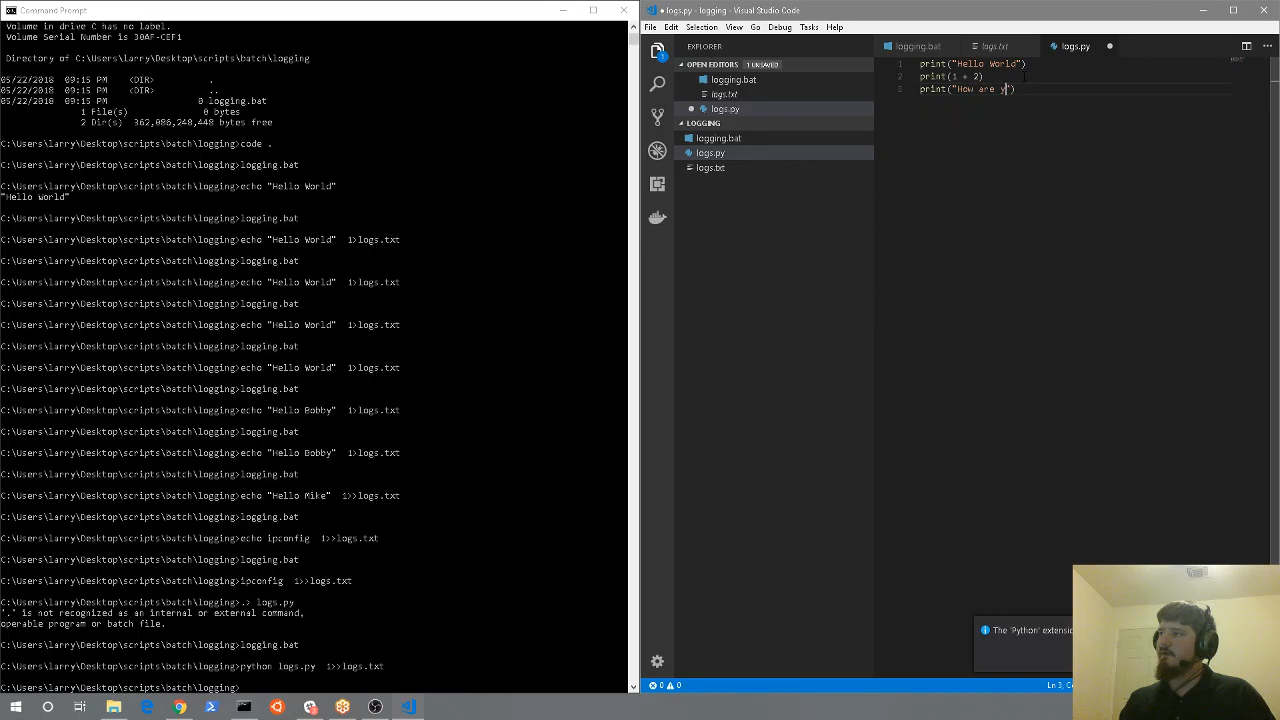 Command Prompt
Volume in drive C has no label.
Volume Serial Number is 30AF-CEF1
Directory of C:\Users\larry\Desktop\scripts\batch\logging
05/22/2018 09:15 PM <DIR> .
05/22/2018 09:15 PM <DIR> ..
05/22/2018 09:15 PM 0 logging.bat
1 File(s) 0 bytes
2 Dir(s) 362,086,248,448 bytes free
C:\Users\larry\Desktop\scripts\batch\logging>code .
C:\Users\larry\Desktop\scripts\batch\logging>logging.bat
C:\Users\larry\Desktop\scripts\batch\logging>echo "Hello World"
"Hello World"
C:\Users\larry\Desktop\scripts\batch\logging>logging.bat
C:\Users\larry\Desktop\scripts\batch\logging>echo "Hello World"  1>logs.txt
C:\Users\larry\Desktop\scripts\batch\logging>logging.bat
C:\Users\larry\Desktop\scripts\batch\logging>echo "Hello World"  1>logs.txt
C:\Users\larry\Desktop\scripts\batch\logging>logging.bat
C:\Users\larry\Desktop\scripts\batch\logging>echo "Hello World"  1>logs.txt
C:\Users\larry\Desktop\scripts\batch\logging>logging.bat
C:\Users\larry\Desktop\scripts\batch\logging>echo "Hello World"  1>logs.txt
C:\Users\larry\Desktop\scripts\batch\logging>logging.bat
C:\Users\larry\Desktop\scripts\batch\logging>echo "Hello Bobby"  1>logs.txt
C:\Users\larry\Desktop\scripts\batch\logging>logging.bat
C:\Users\larry\Desktop\scripts\batch\logging>echo "Hello Bobby"  1>logs.txt
C:\Users\larry\Desktop\scripts\batch\logging>logging.bat
C:\Users\larry\Desktop\scripts\batch\logging>echo "Hello Mike"  1>>logs.txt
C:\Users\larry\Desktop\scripts\batch\logging>logging.bat
C:\Users\larry\Desktop\scripts\batch\logging>echo ipconfig  1>>logs.txt
C:\Users\larry\Desktop\scripts\batch\logging>logging.bat
C:\Users\larry\Desktop\scripts\batch\logging>ipconfig  1>>logs.txt
C:\Users\larry\Desktop\scripts\batch\logging>.> logs.py
'.' is not recognized as an internal or external command,
operable program or batch file.
C:\Users\larry\Desktop\scripts\batch\logging>logging.bat
C:\Users\larry\Desktop\scripts\batch\logging>python logs.py  1>>logs.txt
C:\Users\larry\Desktop\scripts\batch\logging>
● logs.py - logging - Visual Studio Code
File Edit Selection View Go Debug Tasks Help
EXPLORER
OPEN EDITORS 1 UNSAVED
logging.bat
logs.txt
logs.py
LOGGING
logging.bat
logs.py
logs.txt
1
logging.bat logs.txt logs.py
1 print("Hello World")
2 print(1 + 2)
3 print("How are y")
The 'Python' extensio
0 0
Ln 3, C